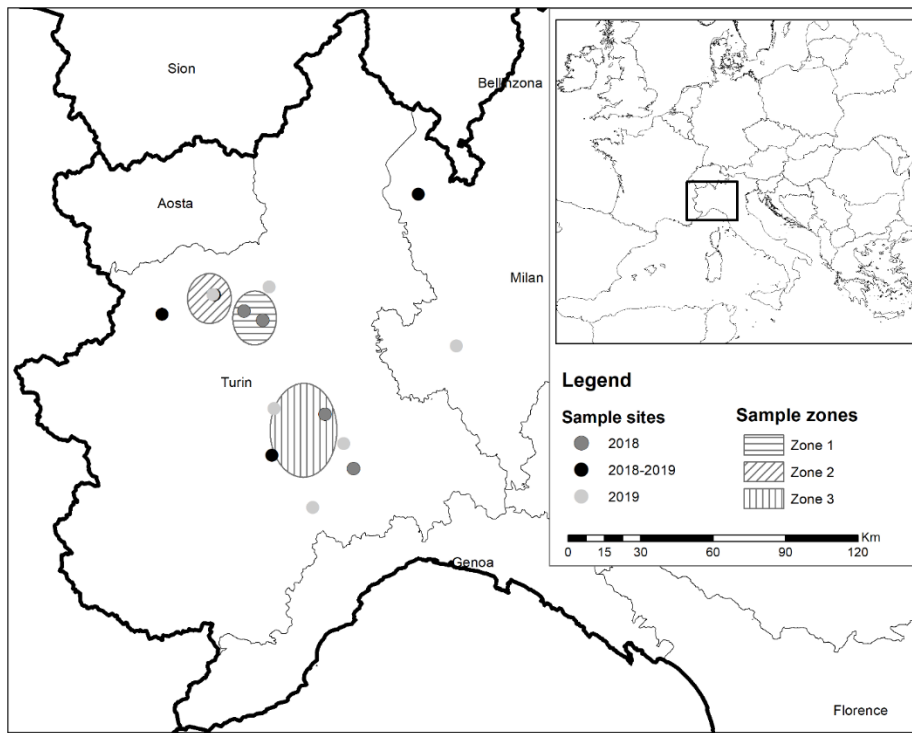 Sion
Bellinzona
Aosta
Milan
Turin
Genoa
Florence
Legend
Sample sites
2018
2018-2019
2019
Sample zones
Zone 1
Zone 2
Zone 3
Km
0 15 30 60 90 120